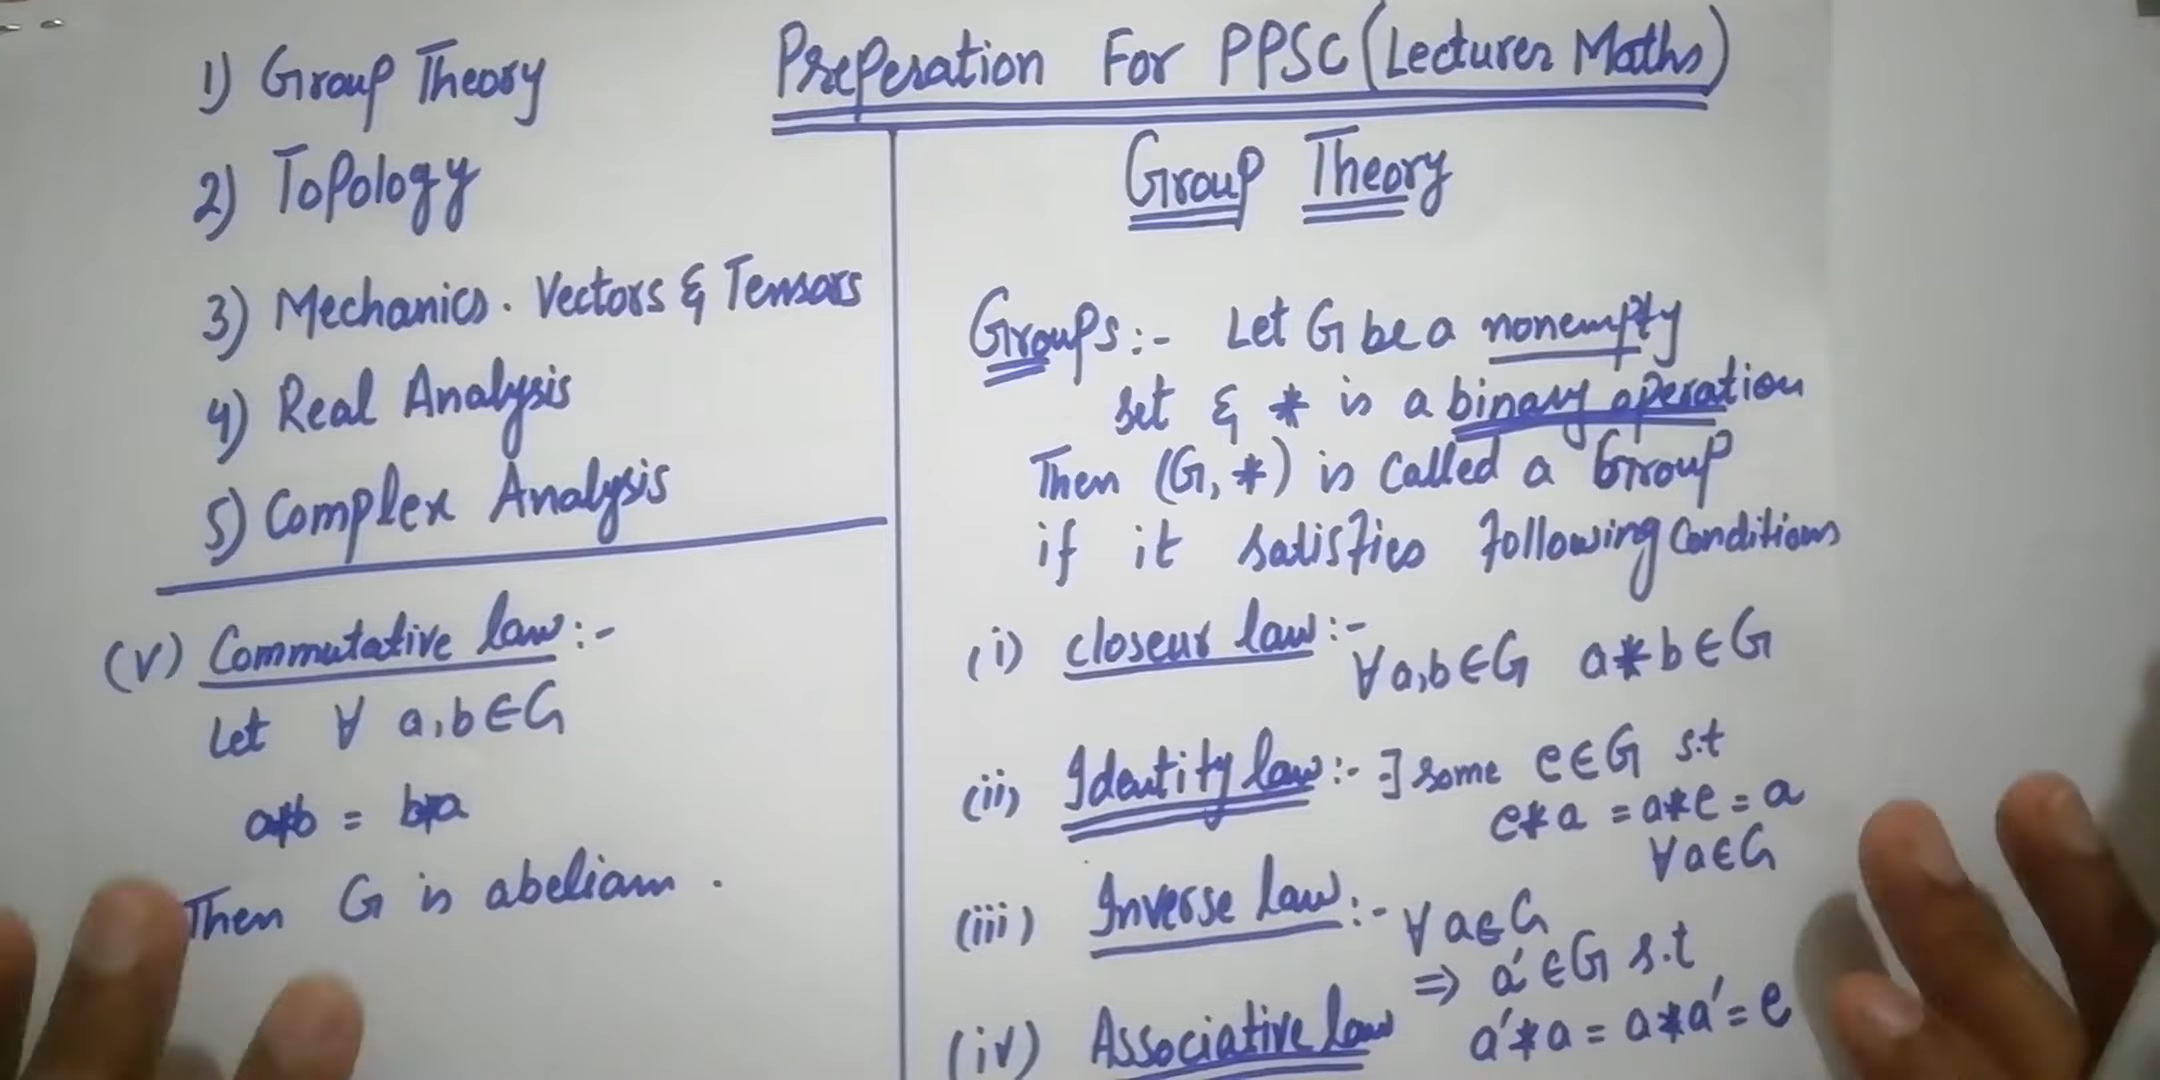 Preperation For PPSC (Lecturer Maths)
1) Group Theory
2) Topology
3) Mechanics. Vectors & Tensors
4) Real Analysis
5) Complex Analysis
(v) Commutative law:-
Let ∀ a,b∈G
a*b = b*a
Then G is abelian.
Group Theory
Groups:- Let G be a nonempty
set & * is a binary operation
Then (G, *) is called a Group
if it satisfies following conditions
(i) closeur law:- ∀ a,b∈G a*b∈G
(ii) Identity law:- ∃ some e∈G s.t
e*a = a*e = a
∀a∈G
(iii) Inverse law:- ∀ a∈G
⇒ a'∈G s.t
a'*a = a*a' = e
(iv) Associative law